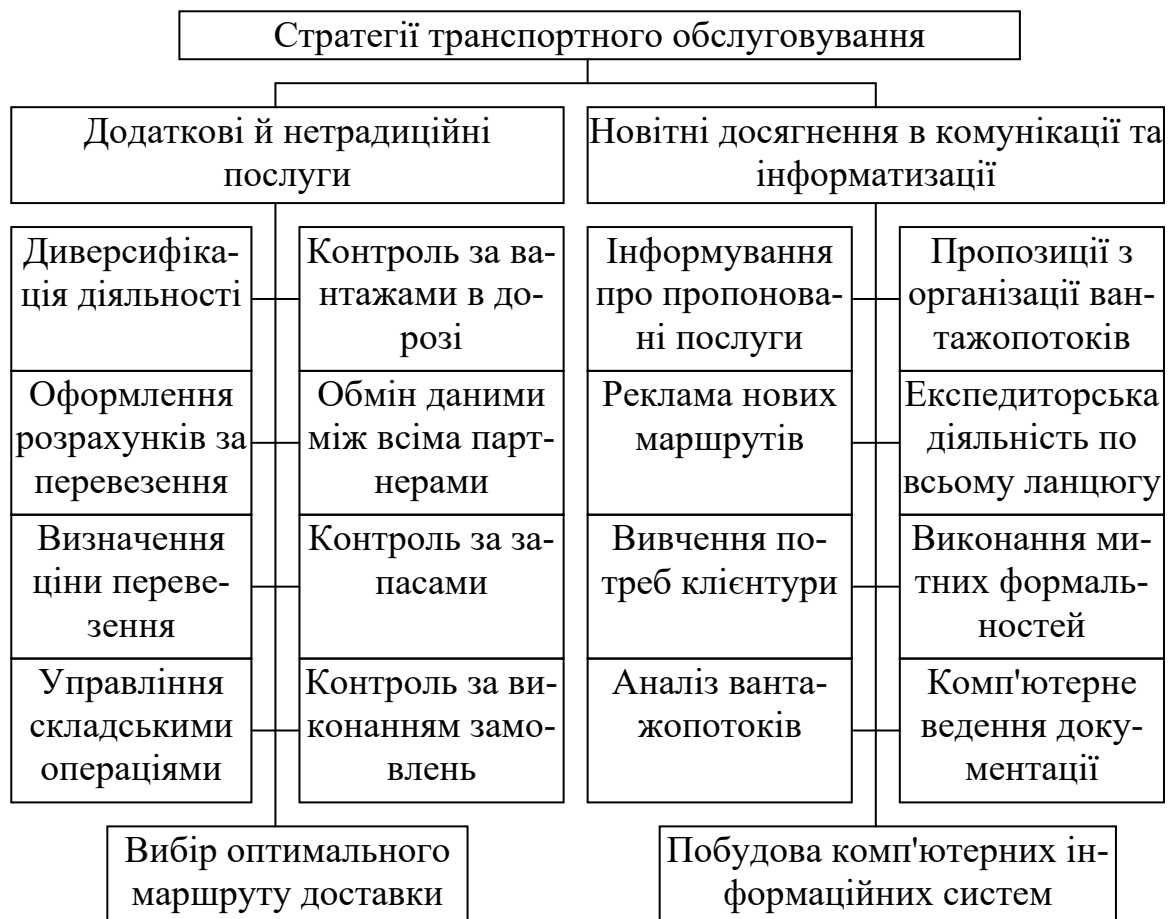 Стратегії транспортного обслуговування
Додаткові й нетрадиційні
послуги
Новітні досягнення в комунікації та
інформатизації
Диверсифіка-
ція діяльності
Контроль за ва-
нтажами в до-
розі
Інформування
про пропонова-
ні послуги
Пропозиції з
організації ван-
тажопотоків
Оформлення
розрахунків за
перевезення
Обмін даними
між всіма парт-
нерами
Реклама нових
маршрутів
Експедиторська
діяльність по
всьому ланцюгу
Визначення
ціни переве-
зення
Контроль за за-
пасами
Вивчення по-
треб клієнтури
Виконання ми-
тних формаль-
ностей
Управління
складськими
операціями
Контроль за ви-
конанням замо-
влень
Аналіз ванта-
жопотоків
Комп'ютерне
ведення доку-
ментації
Вибір оптимального
маршруту доставки
Побудова комп'ютерних ін-
формаційних систем